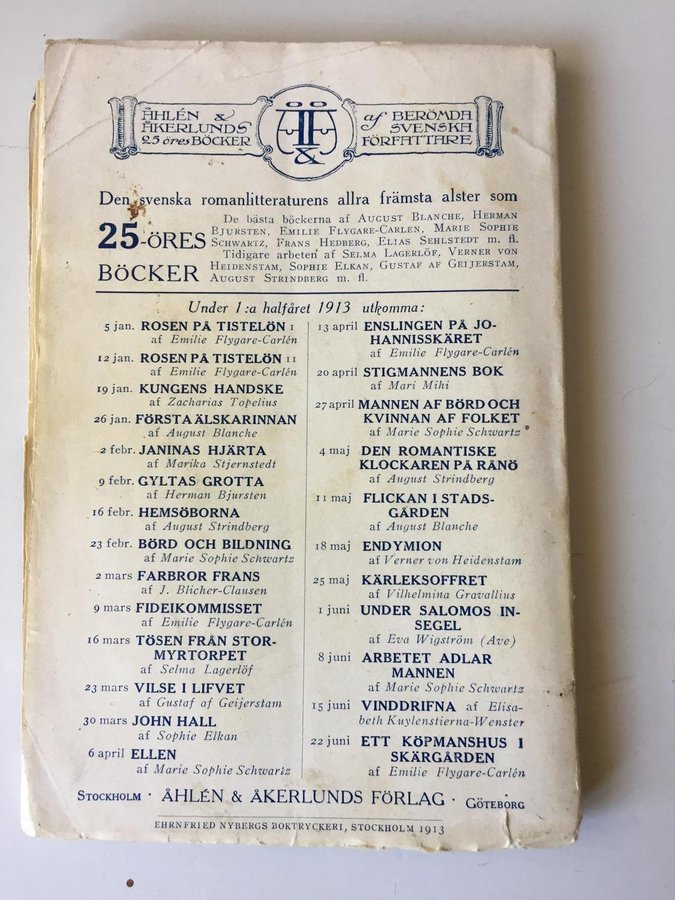 ÅHLÉN &
ÅKERLUNDS
25 öres BÖCKER
af BERÖMDA
SVENSKA
FÖRFATTARE
Den svenska romanlitteraturens allra främsta alster som
25-ÖRES
BÖCKER
De bästa böckerna af AUGUST BLANCHE, HERMAN
BJURSTEN, EMILIE FLYGARE-CARLEN, MARIE SOPHIE
SCHWARTZ, FRANS HEDBERG, ELIAS SEHLSTEDT m. fl.
Tidigare arbeten af SELMA LAGERLÖF, VERNER VON
HEIDENSTAM, SOPHIE ELKAN, GUSTAF AF GEIJERSTAM,
AUGUST STRINDBERG m. fl.
Under 1:a halfåret 1913 utkomma:
5 jan. ROSEN PÅ TISTELÖN I
af Emilie Flygare-Carlén
12 jan. ROSEN PÅ TISTELÖN II
af Emilie Flygare-Carlén
19 jan. KUNGENS HANDSKE
af Zacharias Topelius
26 jan. FÖRSTA ÄLSKARINNAN
af August Blanche
2 febr. JANINAS HJÄRTA
af Marika Stjernstedt
9 febr. GYLTAS GROTTA
af Herman Bjursten
16 febr. HEMSÖBORNA
af August Strindberg
23 febr. BÖRD OCH BILDNING
af Marie Sophie Schwartz
2 mars FARBROR FRANS
af J. Blicher-Clausen
9 mars FIDEIKOMMISSET
af Emilie Flygare-Carlén
16 mars TÖSEN FRÅN STOR-
MYRTORPET
af Selma Lagerlöf
23 mars VILSE I LIFVET
af Gustaf af Geijerstam
30 mars JOHN HALL
af Sophie Elkan
6 april ELLEN
af Marie Sophie Schwartz
13 april ENSLINGEN PÅ JO-
HANNISSKÄRET
af Emilie Flygare-Carlén
20 april STIGMANNENS BOK
af Mari Mihi
27 april MANNEN AF BÖRD OCH
KVINNAN AF FOLKET
af Marie Sophie Schwartz
4 maj DEN ROMANTISKE
KLOCKAREN PÅ RÅNÖ
af August Strindberg
11 maj FLICKAN I STADS-
GÅRDEN
af August Blanche
18 maj ENDYMION
af Verner von Heidenstam
25 maj KÄRLEKSOFFRET
af Vilhelmina Gravallius
1 juni UNDER SALOMOS IN-
SEGEL
af Eva Wigström (Ave)
8 juni ARBETET ADLAR
MANNEN
af Marie Sophie Schwartz
15 juni VINDDRIFNA af Elisa-
beth Kuylenstierna-Wenster
22 juni ETT KÖPMANSHUS I
SKÄRGÅRDEN
af Emilie Flygare-Carlén
STOCKHOLM · ÅHLÉN & ÅKERLUNDS FÖRLAG · GÖTEBORG
EHRNFRIED NYBERGS BOKTRYCKERI, STOCKHOLM 1913